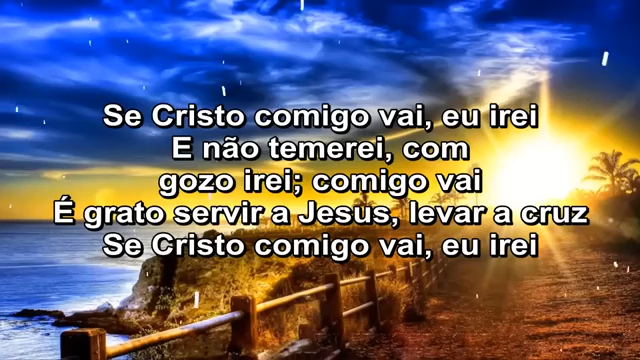 Se Cristo comigo vai, eu irei
E não temerei, com
gozo irei; comigo vai
É grato servir a Jesus, levar a cruz
Se Cristo comigo vai, eu irei